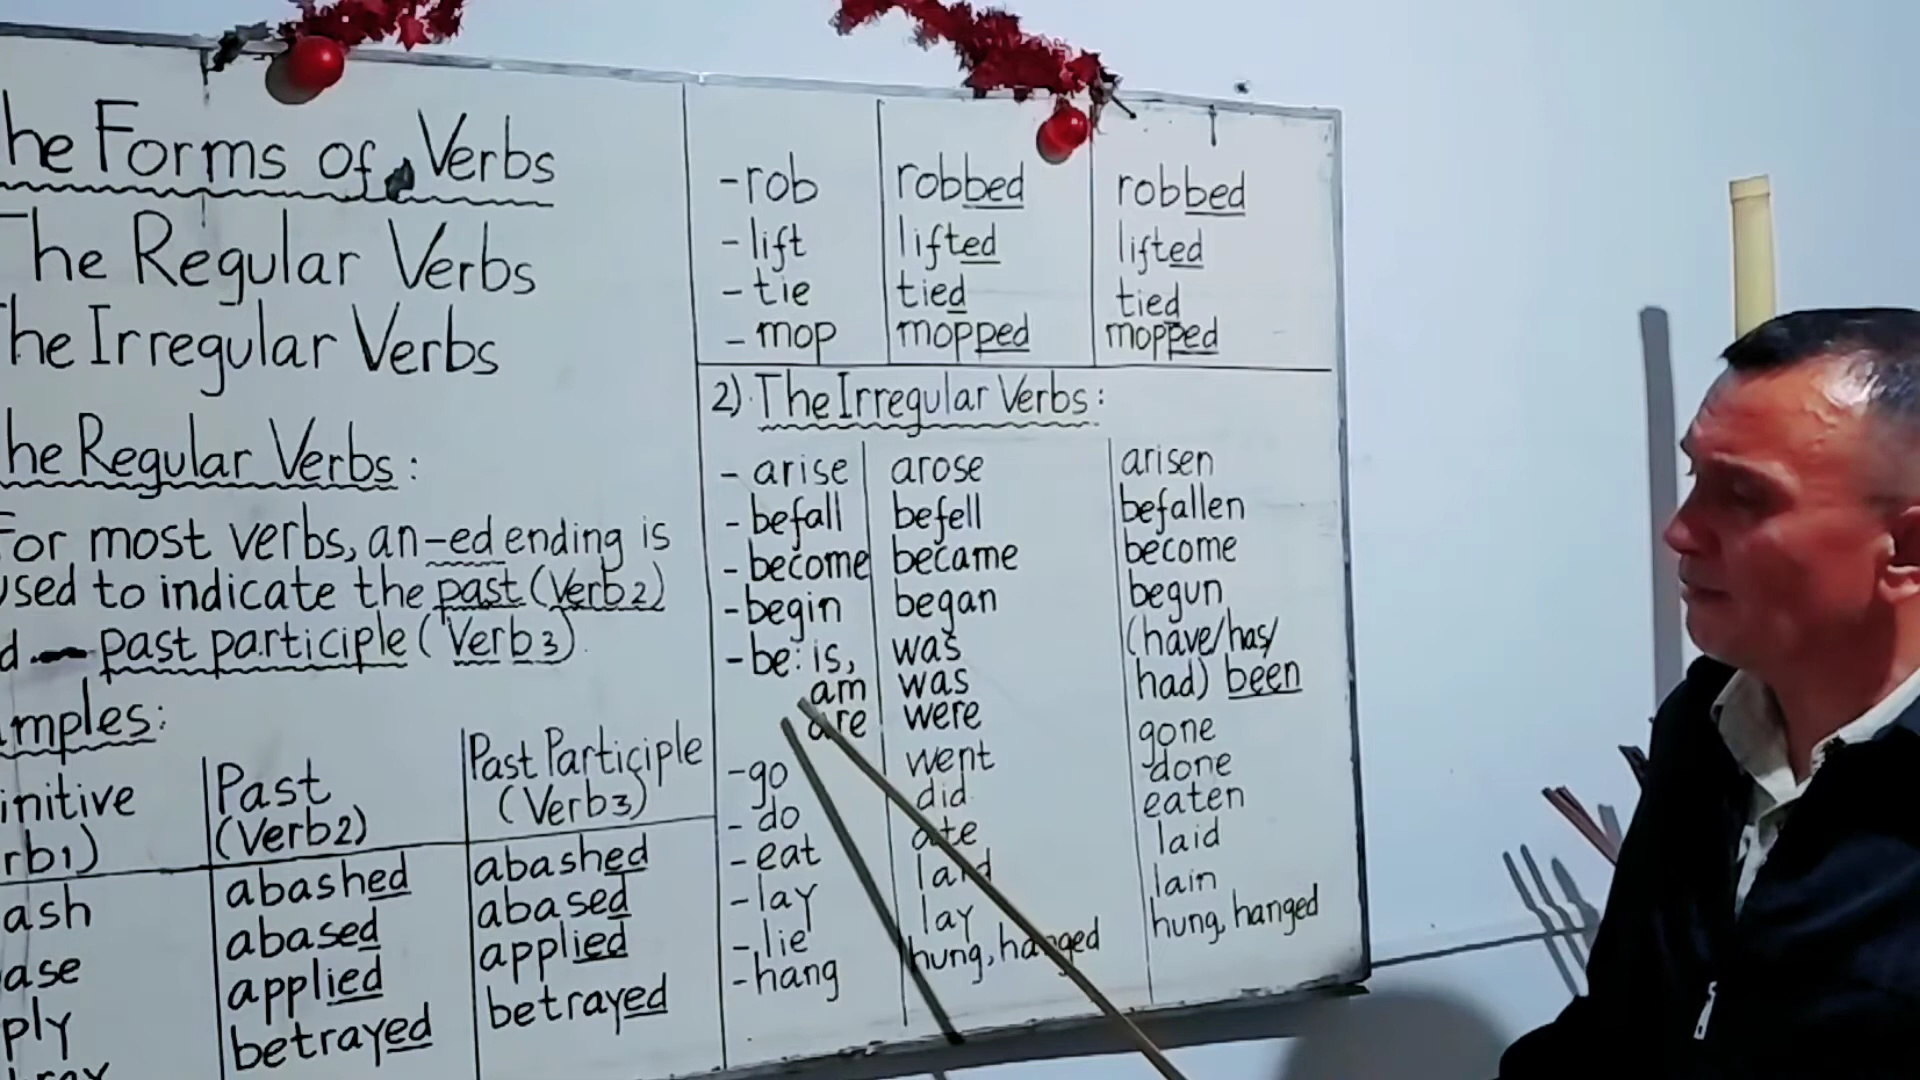 he Forms of Verbs
The Regular Verbs
The Irregular Verbs
he Regular Verbs:
For most verbs, an -ed ending is
used to indicate the past (Verb2)
d past participle (Verb3).
mples:
initive Past Past Participle
rb1) (Verb2) (Verb3)
ash abashed abashed
ase abased abased
ply applied applied
tray betrayed betrayed
- rob robbed robbed
- lift lifted lifted
- tie tied tied
- mop mopped mopped
2). The Irregular Verbs:
- arise arose arisen
- befall befell befallen
- become became become
- begin began begun
- be: is, was (have/has/
am was had) been
are were
- go went gone
- do did done
- eat ate eaten
- lay laid laid
- lie lay lain
- hang hung, hanged hung, hanged